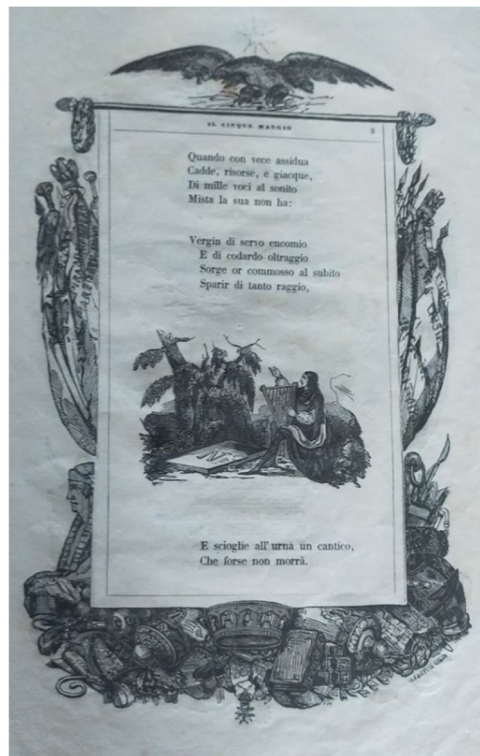 IL CINQUE MAGGIO
Quando con vece assidua
Cadde, risorse, e giacque,
Di mille voci al sonito
Mista la sua non ha:
Vergin di servo encomio
E di codardo oltraggio
Sorge or commosso al subito
Sparir di tanto raggio,
E scioglie all'urna un cantico,
Che forse non morrà.